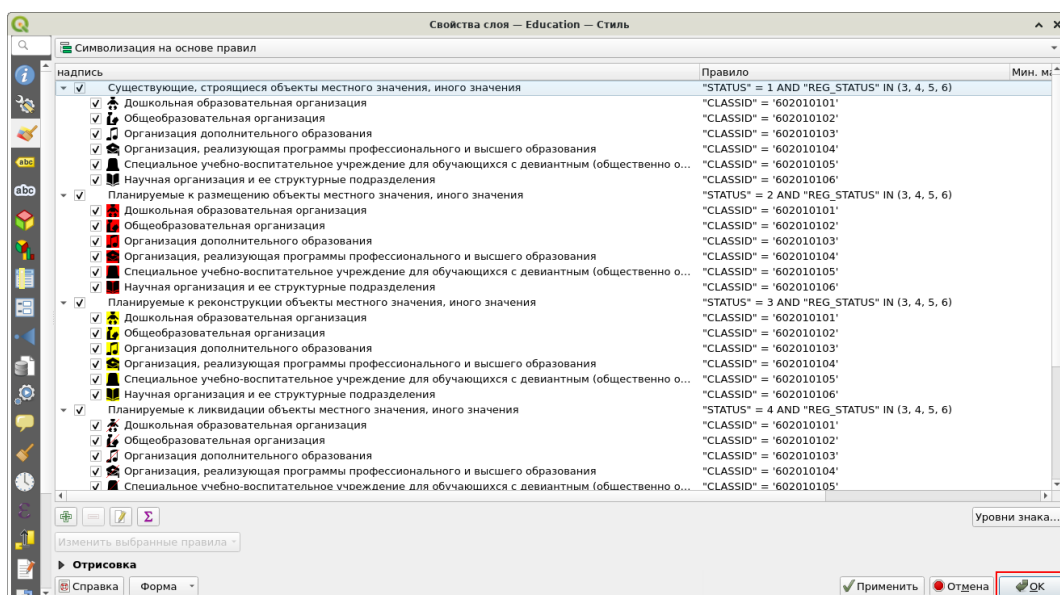 Свойства слоя — Education — Стиль
Символизация на основе правил
надпись Правило Мин. ма
Существующие, строящиеся объекты местного значения, иного значения "STATUS" = 1 AND "REG_STATUS" IN (3, 4, 5, 6)
Дошкольная образовательная организация "CLASSID" = '602010101'
Общеобразовательная организация "CLASSID" = '602010102'
Организация дополнительного образования "CLASSID" = '602010103'
Организация, реализующая программы профессионального и высшего образования "CLASSID" = '602010104'
Специальное учебно-воспитательное учреждение для обучающихся с девиантным (общественно о... "CLASSID" = '602010105'
Научная организация и ее структурные подразделения "CLASSID" = '602010106'
Планируемые к размещению объекты местного значения, иного значения "STATUS" = 2 AND "REG_STATUS" IN (3, 4, 5, 6)
Дошкольная образовательная организация "CLASSID" = '602010101'
Общеобразовательная организация "CLASSID" = '602010102'
Организация дополнительного образования "CLASSID" = '602010103'
Организация, реализующая программы профессионального и высшего образования "CLASSID" = '602010104'
Специальное учебно-воспитательное учреждение для обучающихся с девиантным (общественно о... "CLASSID" = '602010105'
Научная организация и ее структурные подразделения "CLASSID" = '602010106'
Планируемые к реконструкции объекты местного значения, иного значения "STATUS" = 3 AND "REG_STATUS" IN (3, 4, 5, 6)
Дошкольная образовательная организация "CLASSID" = '602010101'
Общеобразовательная организация "CLASSID" = '602010102'
Организация дополнительного образования "CLASSID" = '602010103'
Организация, реализующая программы профессионального и высшего образования "CLASSID" = '602010104'
Специальное учебно-воспитательное учреждение для обучающихся с девиантным (общественно о... "CLASSID" = '602010105'
Научная организация и ее структурные подразделения "CLASSID" = '602010106'
Планируемые к ликвидации объекты местного значения, иного значения "STATUS" = 4 AND "REG_STATUS" IN (3, 4, 5, 6)
Дошкольная образовательная организация "CLASSID" = '602010101'
Общеобразовательная организация "CLASSID" = '602010102'
Организация дополнительного образования "CLASSID" = '602010103'
Организация, реализующая программы профессионального и высшего образования "CLASSID" = '602010104'
Специальное учебно-воспитательное учреждение для обучающихся с девиантным (общественно о... "CLASSID" = '602010105'
abc
abc
Уровни знака...
Изменить выбранные правила
Отрисовка
Справка Форма Применить Отмена OK